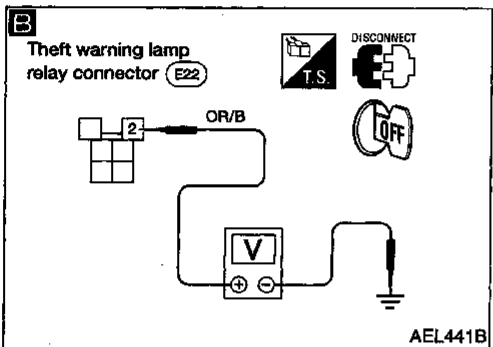 B
Theft warning lamp
relay connector E22
T.S.
DISCONNECT
OFF
2
OR/B
V
+ -
AEL441B